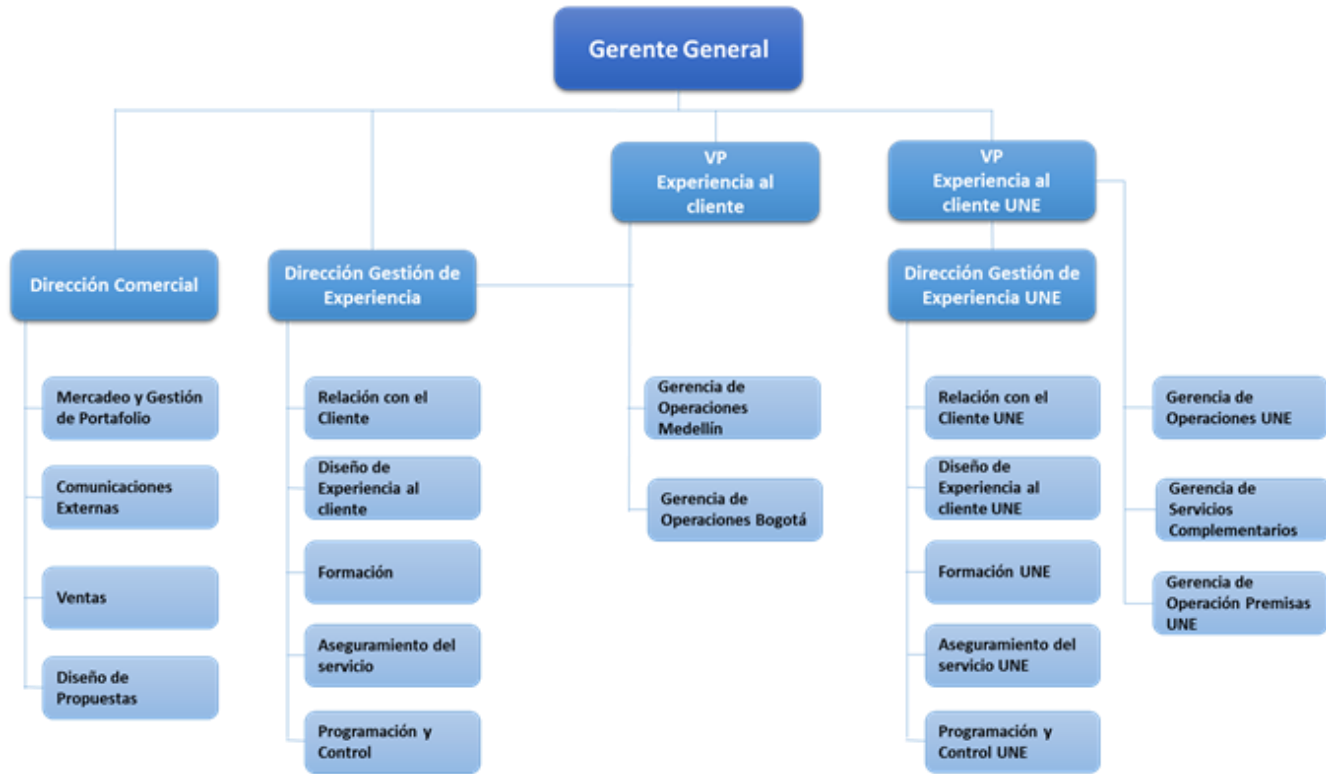 Gerente General
VP
Experiencia al
cliente
VP
Experiencia al
cliente UNE
Dirección Comercial
Dirección Gestión de
Experiencia
Dirección Gestión de
Experiencia UNE
Mercadeo y Gestión
de Portafolio
Comunicaciones
Externas
Ventas
Diseño de
Propuestas
Relación con el
Cliente
Diseño de
Experiencia al
cliente
Formación
Aseguramiento del
servicio
Programación y
Control
Gerencia de
Operaciones
Medellín
Gerencia de
Operaciones Bogotá
Relación con el
Cliente UNE
Diseño de
Experiencia al
cliente UNE
Formación UNE
Aseguramiento del
servicio UNE
Programación y
Control UNE
Gerencia de
Operaciones UNE
Gerencia de
Servicios
Complementarios
Gerencia de
Operación Premisas
UNE